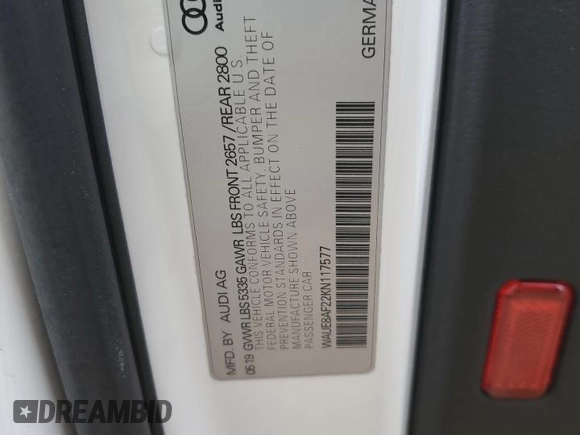 Audi
GERMA
MFD. BY AUDI AG
05-19 GVWR LBS 5335 GAWR LBS FRONT 2657 / REAR 2800
THIS VEHICLE CONFORMS TO ALL APPLICABLE U.S.
FEDERAL MOTOR VEHICLE SAFETY, BUMPER AND THEFT
PREVENTION STANDARDS IN EFFECT ON THE DATE OF
MANUFACTURE SHOWN ABOVE
PASSENGER CAR
WAUE8AF22KN117577
DREAMBID